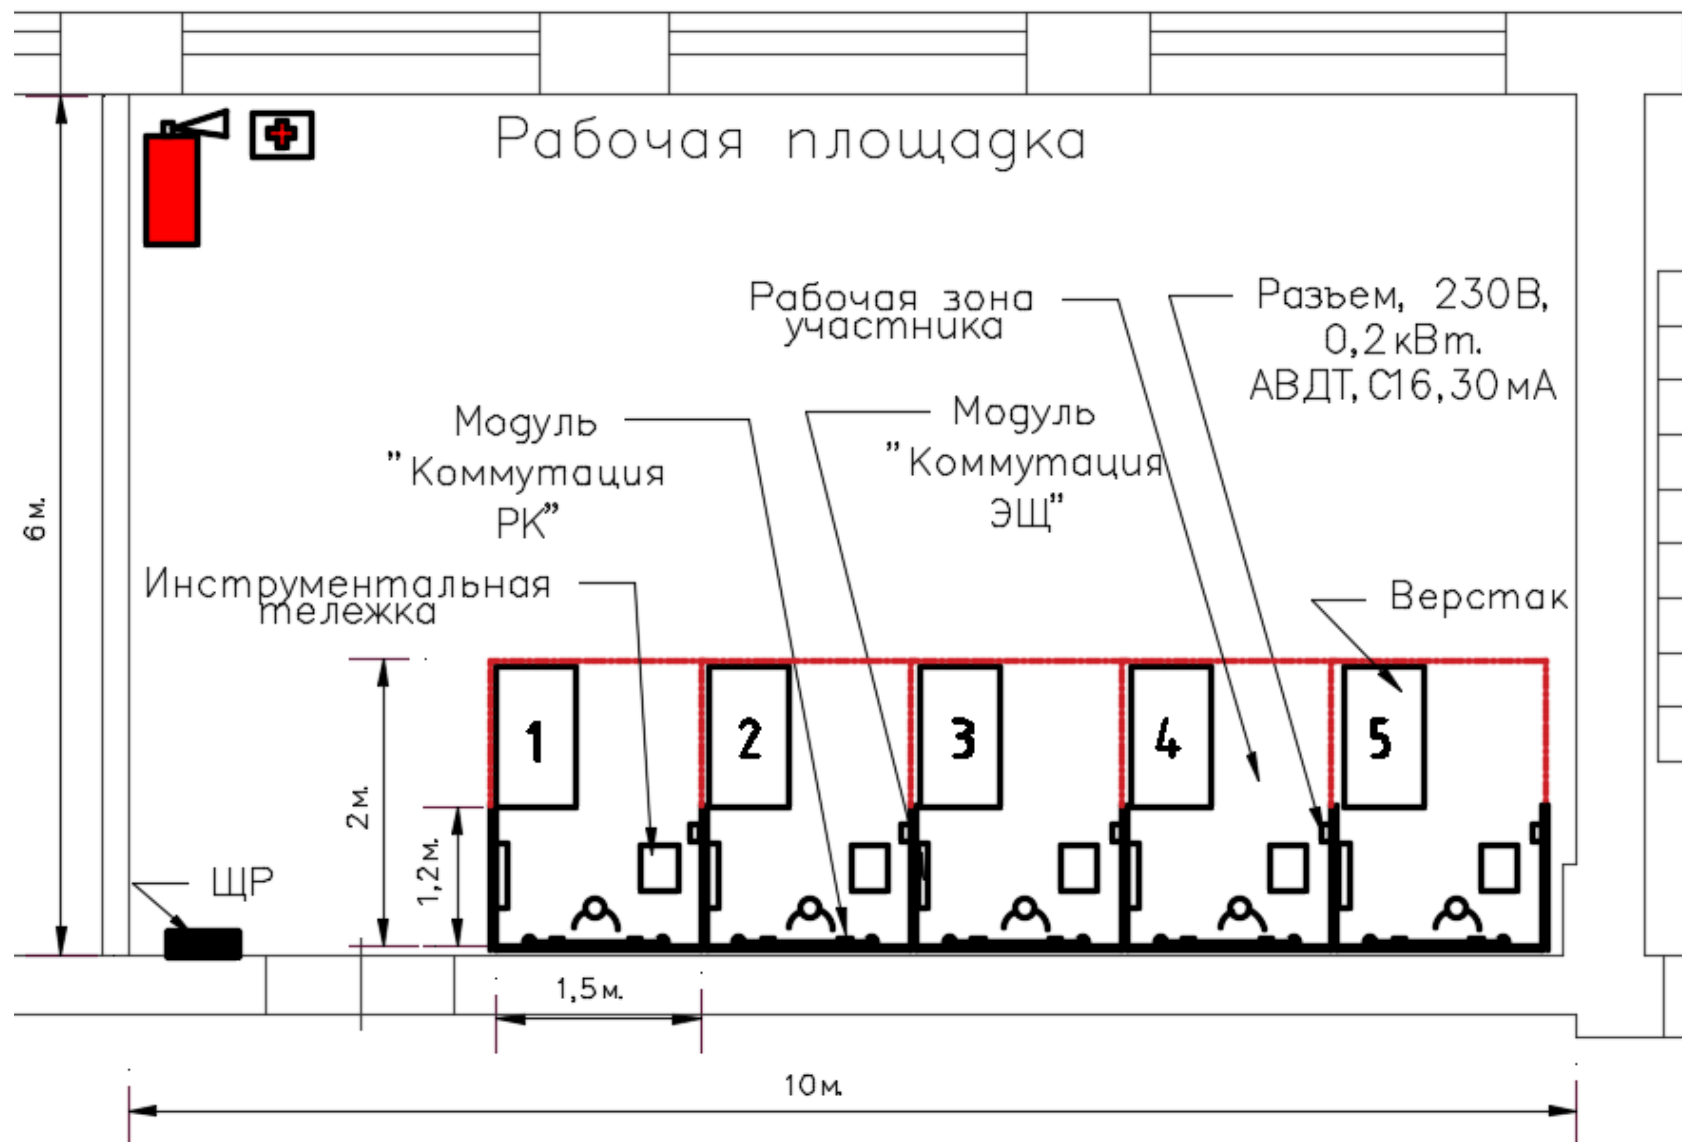 Рабочая площадка
Рабочая зона
участника
Разъем, 230В,
0,2кВт.
АВДТ, С16, 30мА
Модуль
"Коммутация
РК"
Модуль
"Коммутация
ЭЩ"
6м.
Инструментальная
тележка
Верстак
1
2
3
4
5
2м.
1,2м.
ЩР
1,5м.
10м.